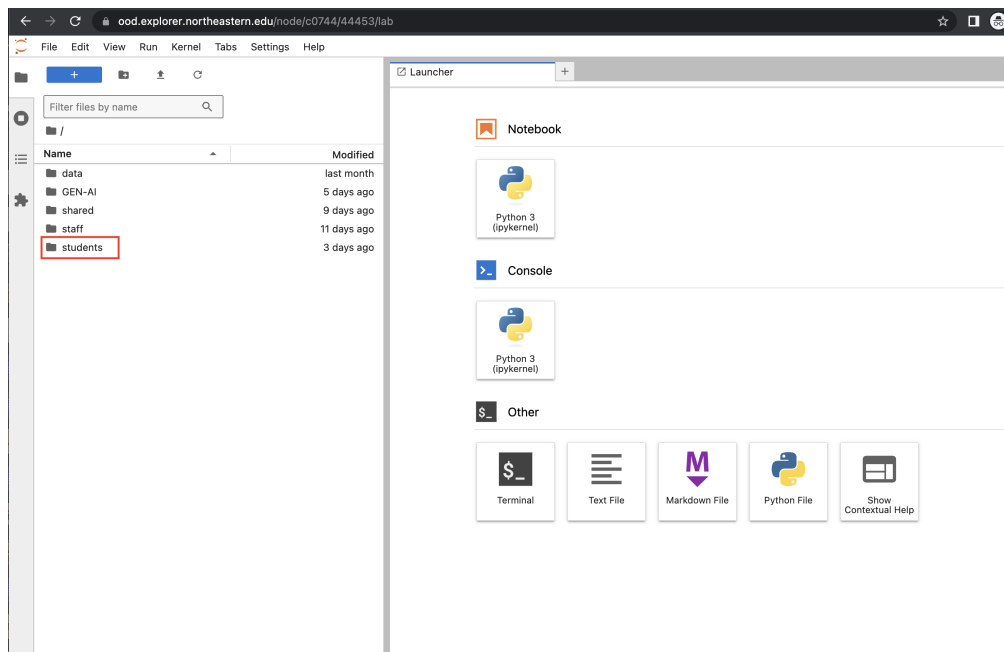 ood.explorer.northeastern.edu/node/c0744/44453/lab
File Edit View Run Kernel Tabs Settings Help
Launcher
Filter files by name
/
Name Modified
data last month
GEN-AI 5 days ago
shared 9 days ago
staff 11 days ago
students 3 days ago
Notebook
Python 3
(ipykernel)
Console
Python 3
(ipykernel)
$_ Other
$_
M
Terminal
Text File
Markdown File
Python File
Show
Contextual Help